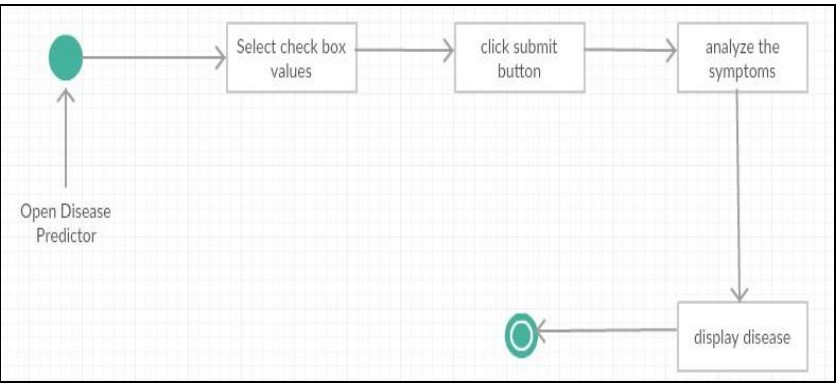 Select check box
values
click submit
button
analyze the
symptoms
Open Disease
Predictor
display disease